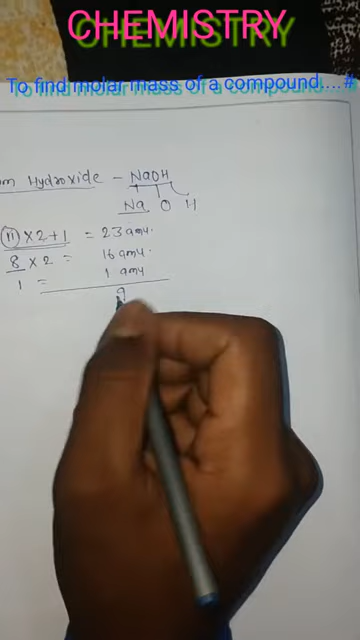 CHEMISTRY
To find molar mass of a compound....#
um Hydroxide - NaOH
Na O H
11 × 2 + 1 = 23 amu.
8 × 2 = 16 amu.
1 = 1 amu